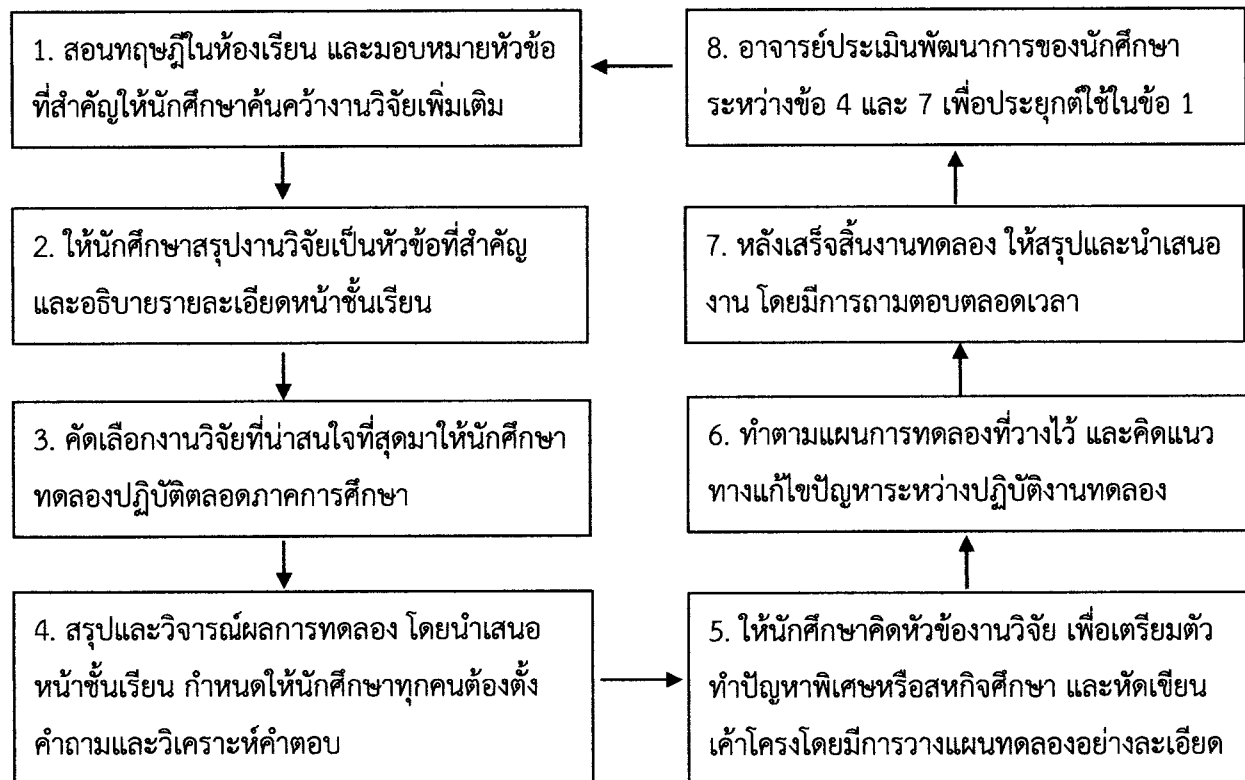 1. สอนทฤษฎีในห้องเรียน และมอบหมายหัวข้อ
ที่สำคัญให้นักศึกษาค้นคว้างานวิจัยเพิ่มเติม
2. ให้นักศึกษาสรุปงานวิจัยเป็นหัวข้อที่สำคัญ
และอธิบายรายละเอียดหน้าชั้นเรียน
3. คัดเลือกงานวิจัยที่น่าสนใจที่สุดมาให้นักศึกษา
ทดลองปฏิบัติตลอดภาคการศึกษา
4. สรุปและวิจารณ์ผลการทดลอง โดยนำเสนอ
หน้าชั้นเรียน กำหนดให้นักศึกษาทุกคนต้องตั้ง
คำถามและวิเคราะห์คำตอบ
5. ให้นักศึกษาคิดหัวข้องานวิจัย เพื่อเตรียมตัว
ทำปัญหาพิเศษหรือสหกิจศึกษา และหัดเขียน
เค้าโครงโดยมีการวางแผนทดลองอย่างละเอียด
6. ทำตามแผนการทดลองที่วางไว้ และคิดแนว
ทางแก้ไขปัญหาระหว่างปฏิบัติงานทดลอง
7. หลังเสร็จสิ้นงานทดลอง ให้สรุปและนำเสนอ
งาน โดยมีการถามตอบตลอดเวลา
8. อาจารย์ประเมินพัฒนาการของนักศึกษา
ระหว่างข้อ 4 และ 7 เพื่อประยุกต์ใช้ในข้อ 1